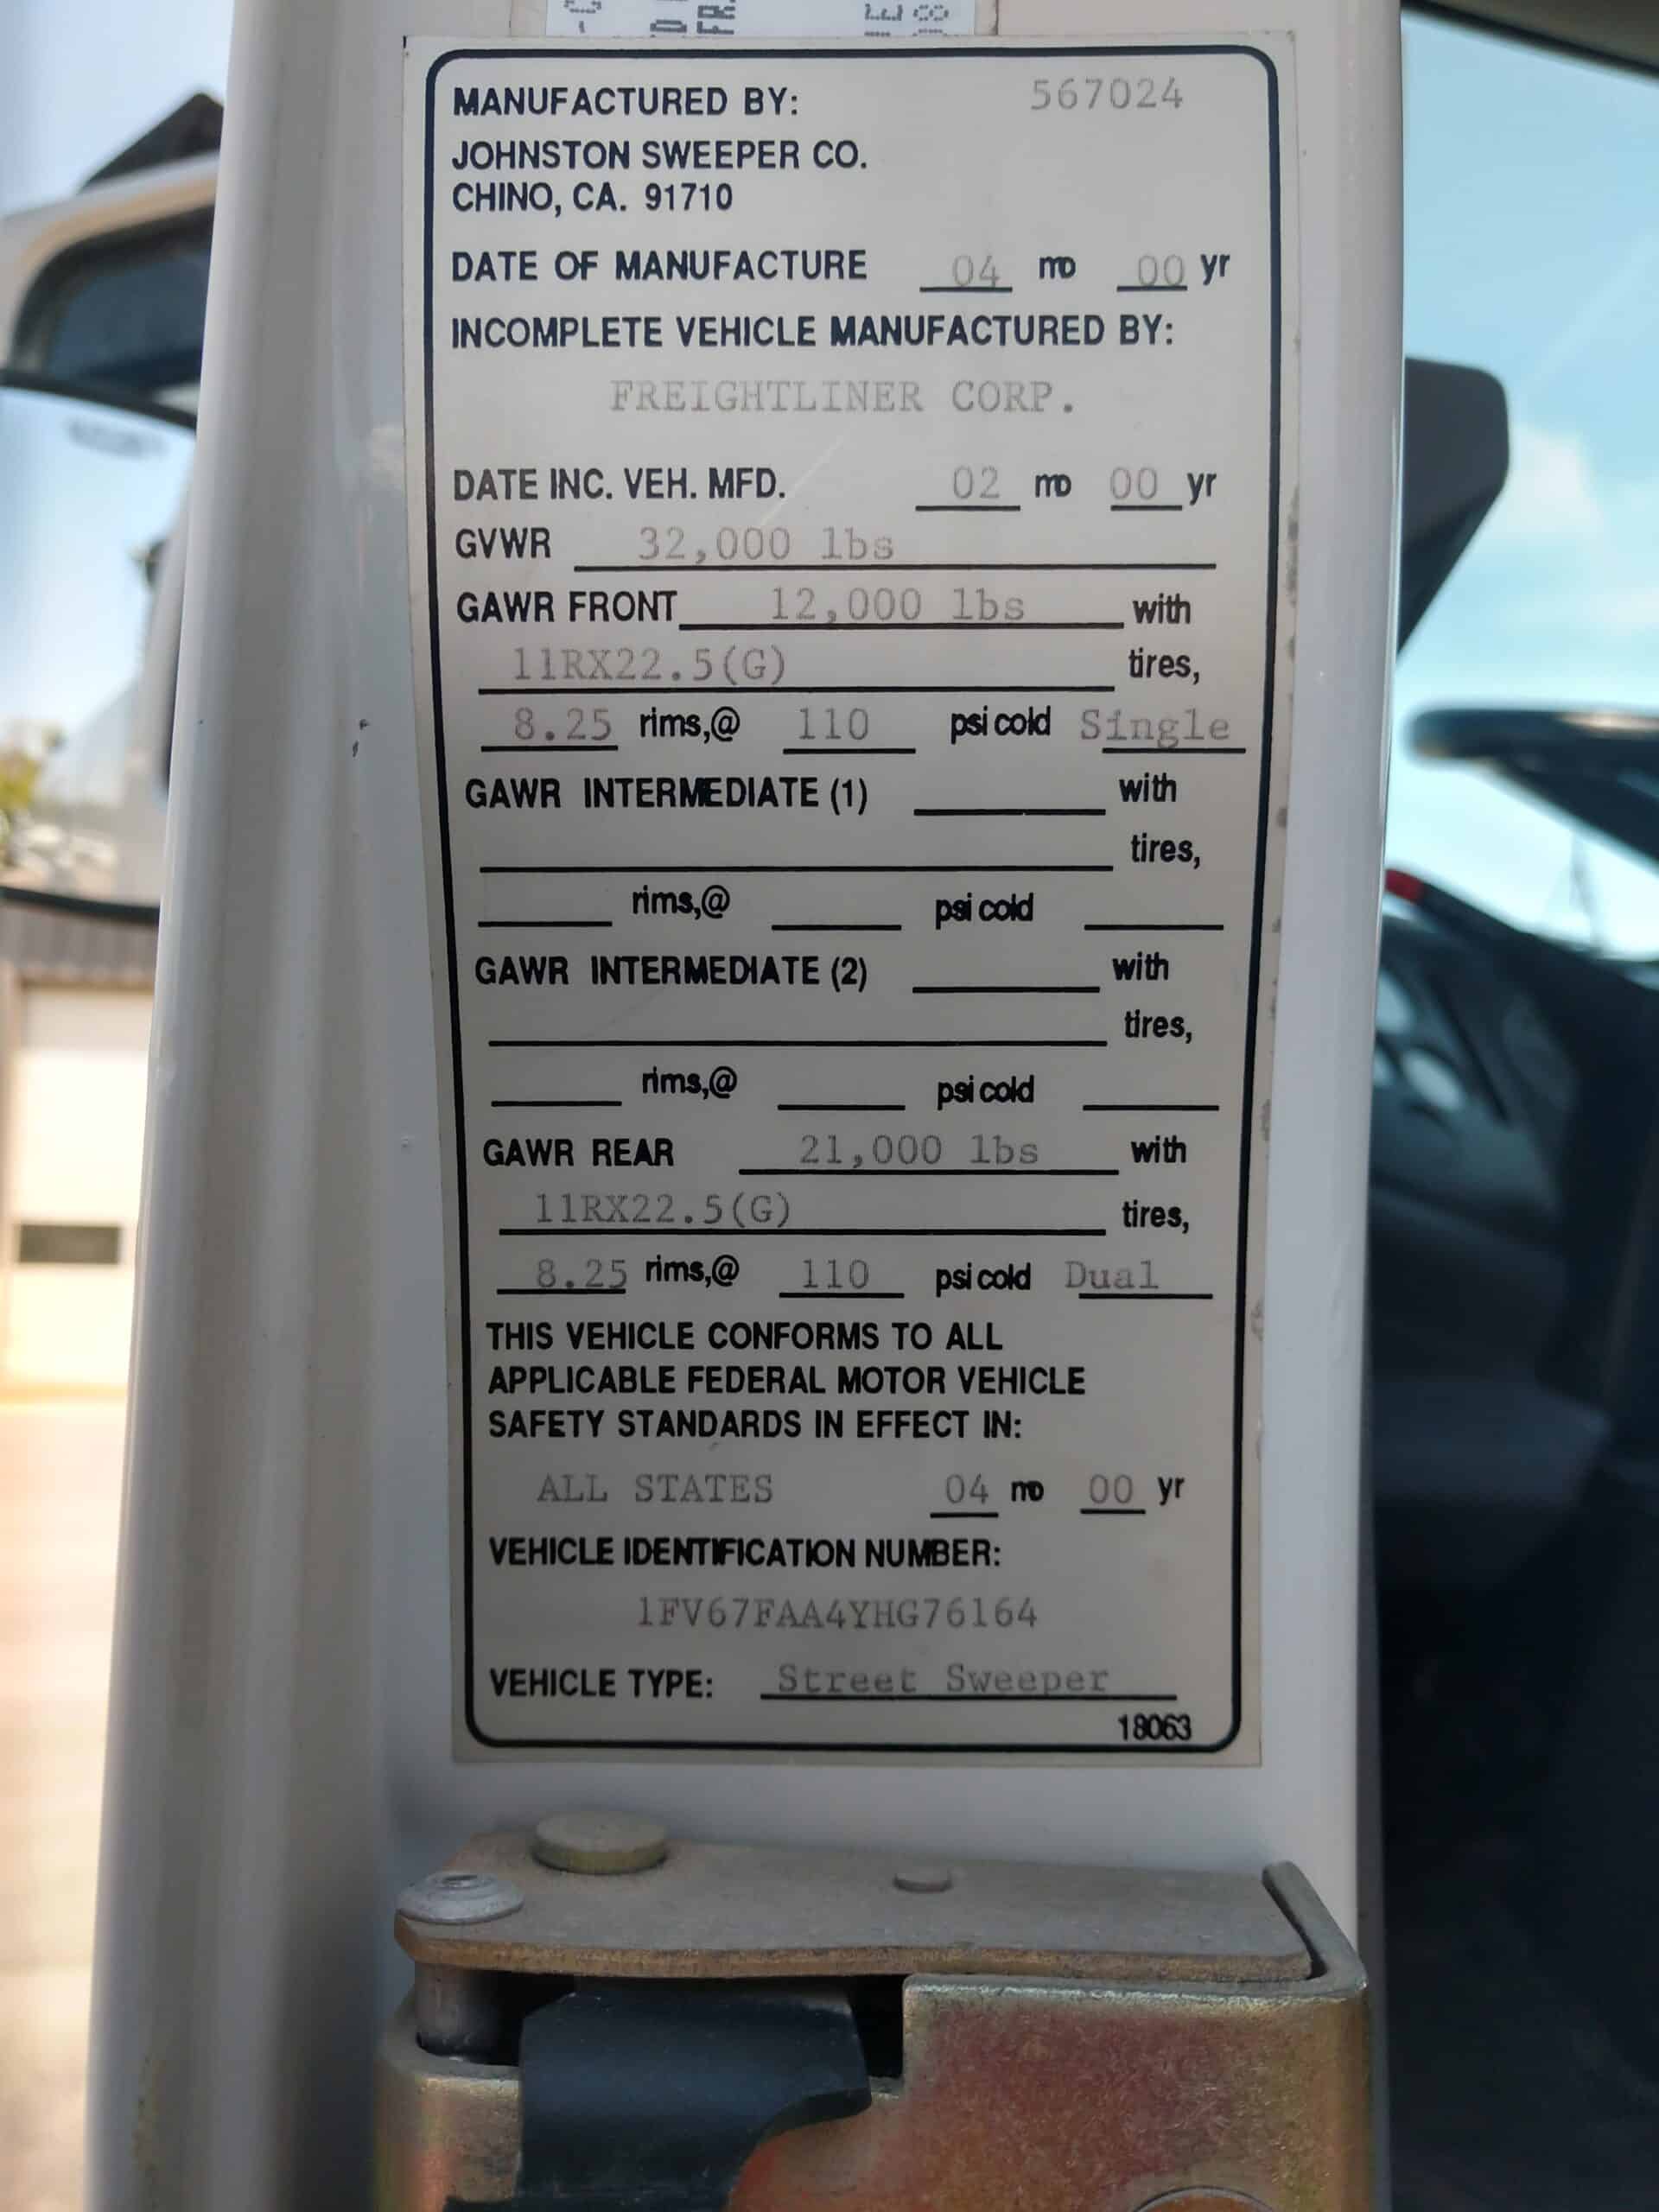 MANUFACTURED BY: 567024
JOHNSTON SWEEPER CO.
CHINO, CA. 91710
DATE OF MANUFACTURE 04 mo 00 yr
INCOMPLETE VEHICLE MANUFACTURED BY:
FREIGHTLINER CORP.
DATE INC. VEH. MFD. 02 mo 00 yr
GVWR 32,000 lbs
GAWR FRONT 12,000 lbs with
11RX22.5(G) tires,
8.25 rims,@ 110 psi cold Single
GAWR INTERMEDIATE (1) with
tires,
rims,@ psi cold
GAWR INTERMEDIATE (2) with
tires,
rims,@ psi cold
GAWR REAR 21,000 lbs with
11RX22.5(G) tires,
8.25 rims,@ 110 psi cold Dual
THIS VEHICLE CONFORMS TO ALL
APPLICABLE FEDERAL MOTOR VEHICLE
SAFETY STANDARDS IN EFFECT IN:
ALL STATES 04 mo 00 yr
VEHICLE IDENTIFICATION NUMBER:
1FV67FAA4YHG76164
VEHICLE TYPE: Street Sweeper
18063